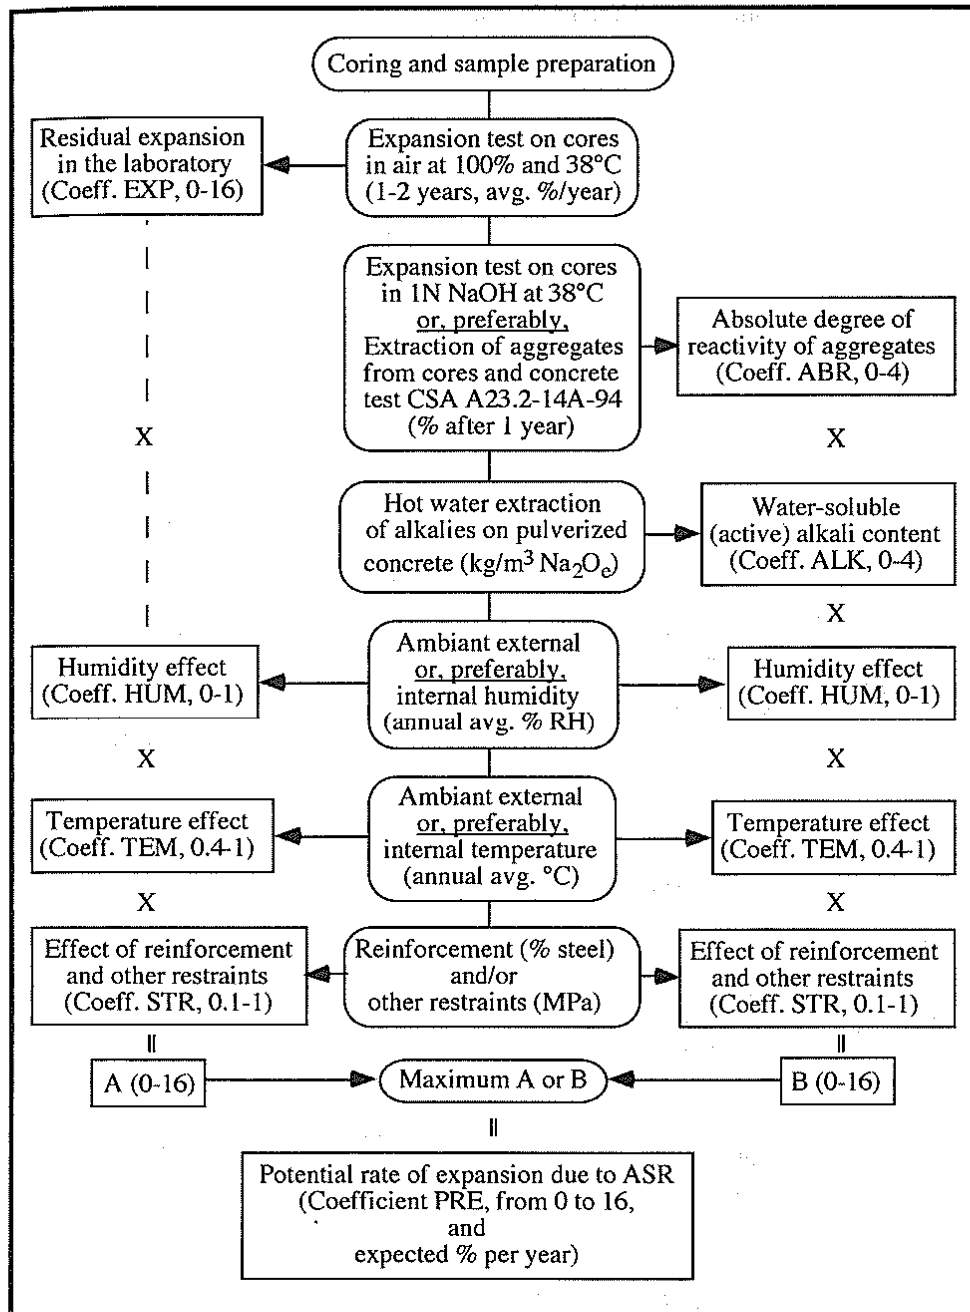 Coring and sample preparation
Residual expansion
in the laboratory
(Coeff. EXP, 0-16)
Expansion test on cores
in air at 100% and 38°C
(1-2 years, avg. %/year)
Expansion test on cores
in 1N NaOH at 38°C
or, preferably,
Extraction of aggregates
from cores and concrete
test CSA A23.2-14A-94
(% after 1 year)
Absolute degree of
reactivity of aggregates
(Coeff. ABR, 0-4)
X
X
Hot water extraction
of alkalies on pulverized
concrete (kg/m³ Na₂Oₑ)
Water-soluble
(active) alkali content
(Coeff. ALK, 0-4)
X
Humidity effect
(Coeff. HUM, 0-1)
Ambiant external
or, preferably,
internal humidity
(annual avg. % RH)
Humidity effect
(Coeff. HUM, 0-1)
X
X
Temperature effect
(Coeff. TEM, 0.4-1)
Ambiant external
or, preferably,
internal temperature
(annual avg. °C)
Temperature effect
(Coeff. TEM, 0.4-1)
X
X
Effect of reinforcement
and other restraints
(Coeff. STR, 0.1-1)
Reinforcement (% steel)
and/or
other restraints (MPa)
Effect of reinforcement
and other restraints
(Coeff. STR, 0.1-1)
=
=
A (0-16)
Maximum A or B
B (0-16)
=
Potential rate of expansion due to ASR
(Coefficient PRE, from 0 to 16,
and
expected % per year)